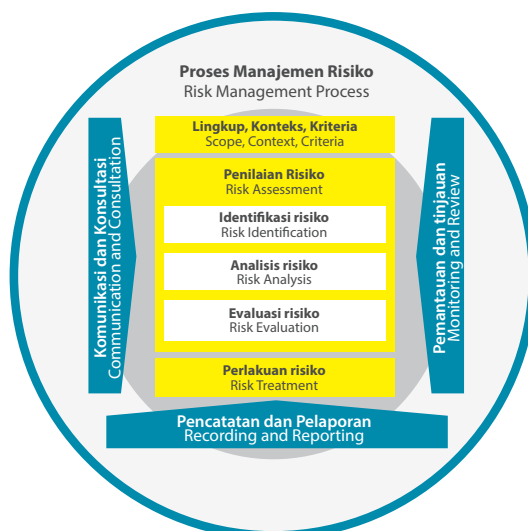 Proses Manajemen Risiko
Risk Management Process
Lingkup, Konteks, Kriteria
Scope, Context, Criteria
Komunikasi dan Konsultasi
Communication and Consultation
Penilaian Risiko
Risk Assessment
Identifikasi risiko
Risk Identification
Analisis risiko
Risk Analysis
Evaluasi risiko
Risk Evaluation
Perlakuan risiko
Risk Treatment
Pemantauan dan tinjauan
Monitoring and Review
Pencatatan dan Pelaporan
Recording and Reporting